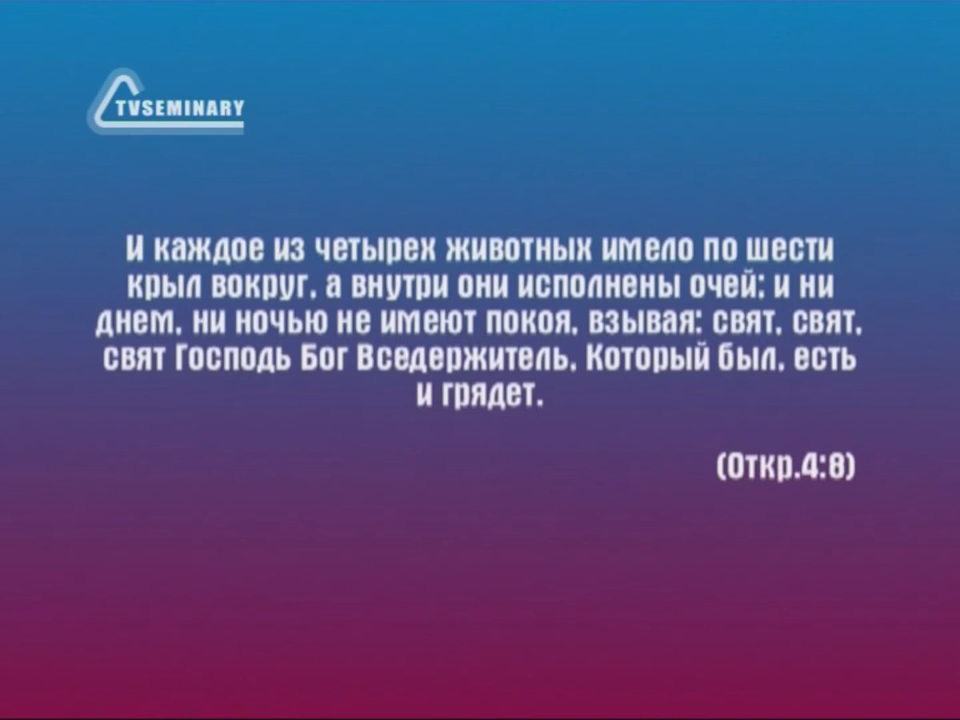 TVSEMINARY
И каждое из четырех животных имело по шести
крыл вокруг, а внутри они исполнены очей; и ни
днем, ни ночью не имеют покоя, взывая: свят, свят,
свят Господь Бог Вседержитель, Который был, есть
и грядет.
(Откр.4:8)